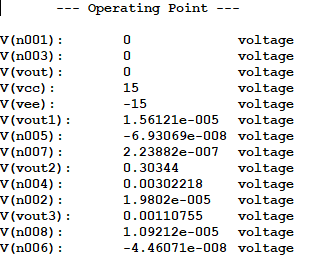 --- Operating Point ---
V(n001): 0 voltage
V(n003): 0 voltage
V(vout): 0 voltage
V(vcc): 15 voltage
V(vee): -15 voltage
V(vout1): 1.56121e-005 voltage
V(n005): -6.93069e-008 voltage
V(n007): 2.23882e-007 voltage
V(vout2): 0.30344 voltage
V(n004): 0.00302218 voltage
V(n002): 1.9802e-005 voltage
V(vout3): 0.00110755 voltage
V(n008): 1.09212e-005 voltage
V(n006): -4.46071e-008 voltage